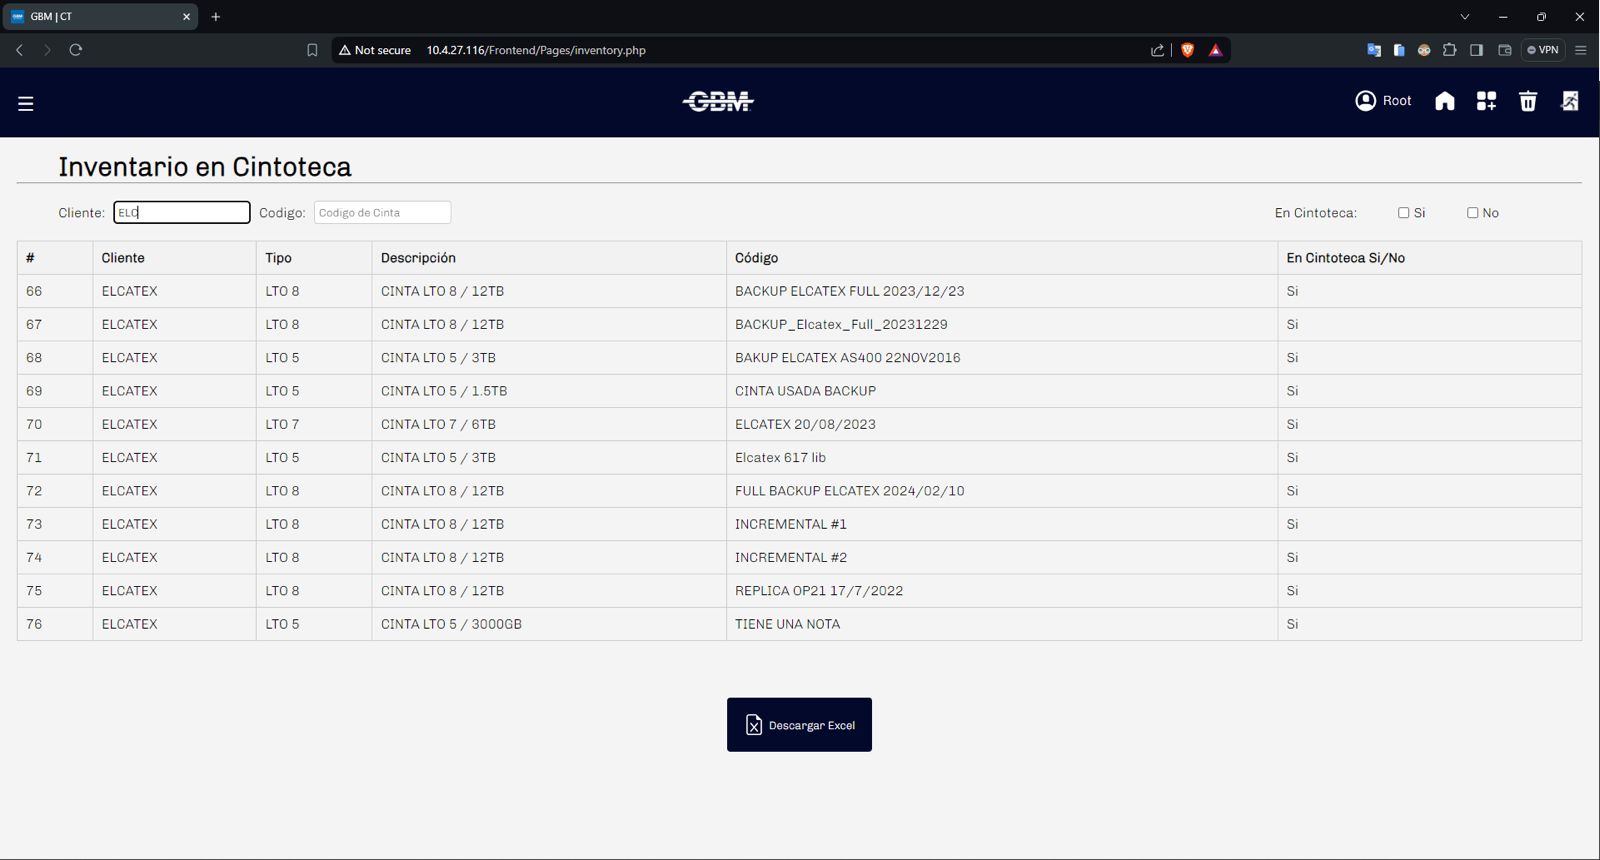 GBM | CT
Not secure 10.4.27.116/Frontend/Pages/inventory.php VPN
GBM Root
Inventario en Cintoteca
Cliente: ELC Codigo: Codigo de Cinta En Cintoteca: Si No
# Cliente Tipo Descripción Código En Cintoteca Si/No
66 ELCATEX LTO 8 CINTA LTO 8 / 12TB BACKUP ELCATEX FULL 2023/12/23 Si
67 ELCATEX LTO 8 CINTA LTO 8 / 12TB BACKUP_Elcatex_Full_20231229 Si
68 ELCATEX LTO 5 CINTA LTO 5 / 3TB BAKUP ELCATEX AS400 22NOV2016 Si
69 ELCATEX LTO 5 CINTA LTO 5 / 1.5TB CINTA USADA BACKUP Si
70 ELCATEX LTO 7 CINTA LTO 7 / 6TB ELCATEX 20/08/2023 Si
71 ELCATEX LTO 5 CINTA LTO 5 / 3TB Elcatex 617 lib Si
72 ELCATEX LTO 8 CINTA LTO 8 / 12TB FULL BACKUP ELCATEX 2024/02/10 Si
73 ELCATEX LTO 8 CINTA LTO 8 / 12TB INCREMENTAL #1 Si
74 ELCATEX LTO 8 CINTA LTO 8 / 12TB INCREMENTAL #2 Si
75 ELCATEX LTO 8 CINTA LTO 8 / 12TB REPLICA OP21 17/7/2022 Si
76 ELCATEX LTO 5 CINTA LTO 5 / 3000GB TIENE UNA NOTA Si
Descargar Excel